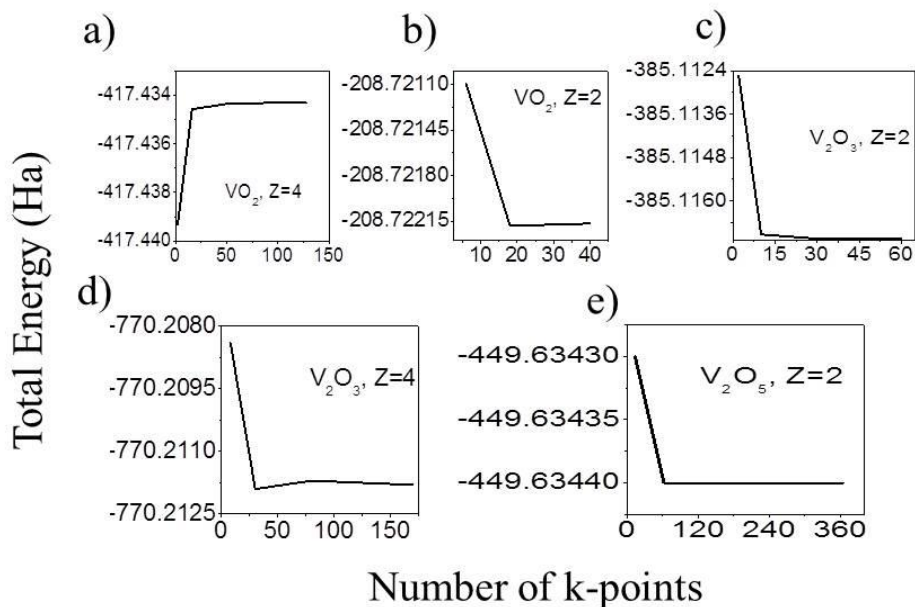 a)
-417.434
-417.436
-417.438
-417.440
0 50 100 150
VO₂, Z=4
b)
-208.72110
-208.72145
-208.72180
-208.72215
10 20 30 40
VO₂, Z=2
c)
-385.1124
-385.1136
-385.1148
-385.1160
0 15 30 45 60
V₂O₃, Z=2
d)
-770.2080
-770.2095
-770.2110
-770.2125
0 50 100 150
V₂O₃, Z=4
e)
-449.63430
-449.63435
-449.63440
0 120 240 360
V₂O₅, Z=2
Total Energy (Ha)
Number of k-points